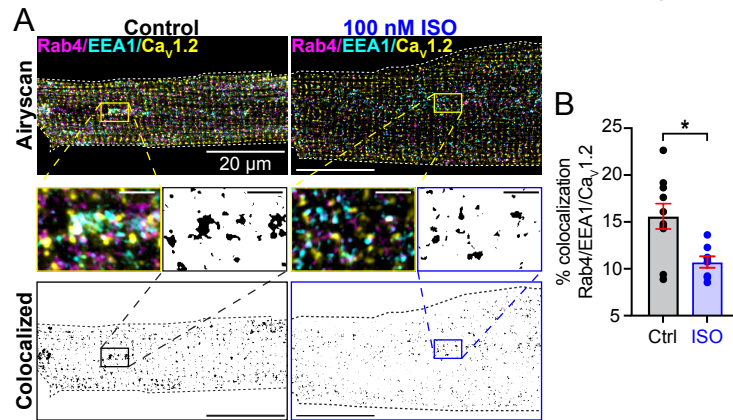 A
Control
100 nM ISO
Airyscan
Rab4/EEA1/CaV1.2
Rab4/EEA1/CaV1.2
20 µm
Colocalized
B
% colocalization
Rab4/EEA1/CaV1.2
*
25
20
15
10
5
Ctrl
ISO